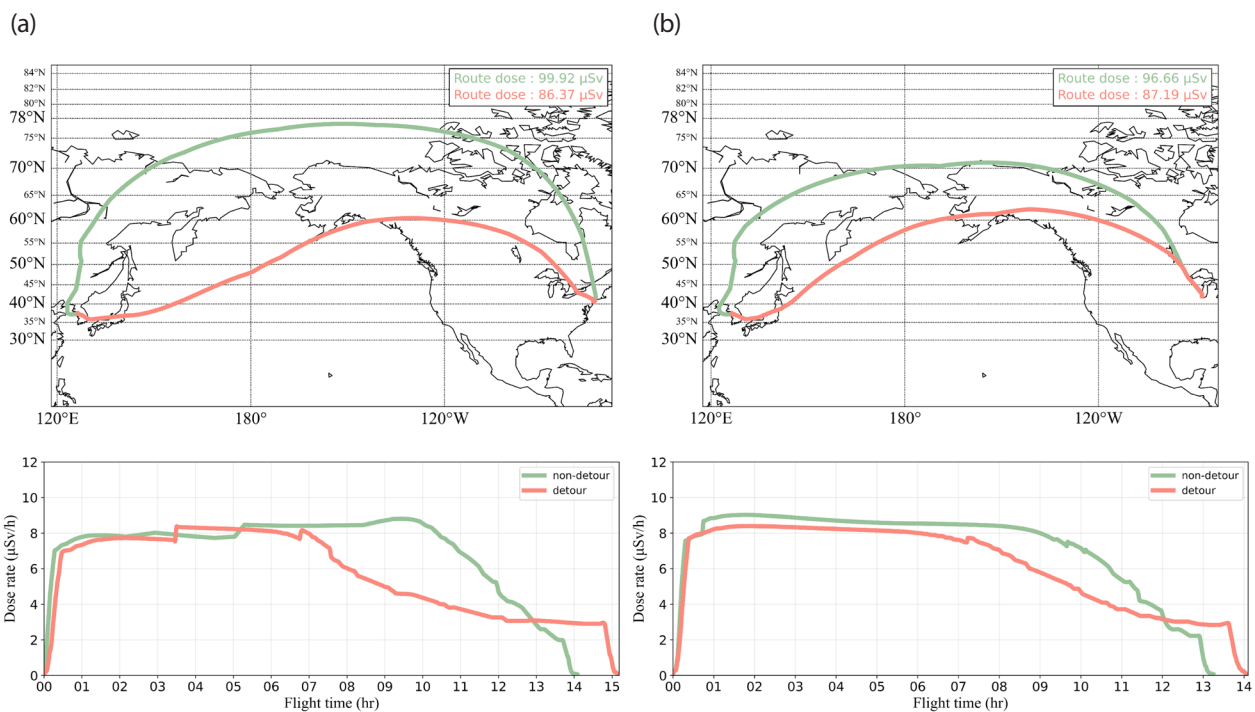 (a)
(b)
Route dose : 99.92 μSv
Route dose : 86.37 μSv
84°N
82°N
80°N
78°N
75°N
70°N
65°N
60°N
55°N
50°N
45°N
40°N
35°N
30°N
120°E 180° 120°W
Route dose : 96.66 μSv
Route dose : 87.19 μSv
84°N
82°N
80°N
78°N
75°N
70°N
65°N
60°N
55°N
50°N
45°N
40°N
35°N
30°N
120°E 180° 120°W
12
10
8
6
4
2
0
Dose rate (μSv/h)
non-detour
detour
00 01 02 03 04 05 06 07 08 09 10 11 12 13 14 15
Flight time (hr)
12
10
8
6
4
2
0
Dose rate (μSv/h)
non-detour
detour
00 01 02 03 04 05 06 07 08 09 10 11 12 13 14
Flight time (hr)